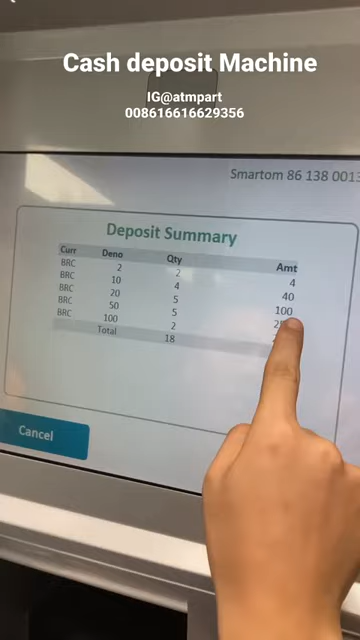 Cash deposit Machine
IG@atmpart
008616616629356
Smartom 86 138 0013
Deposit Summary
Curr Deno Qty Amt
BRC 2 2 4
BRC 10 4 40
BRC 20 5 100
BRC 50 5
BRC 100 2
Total 18
Cancel